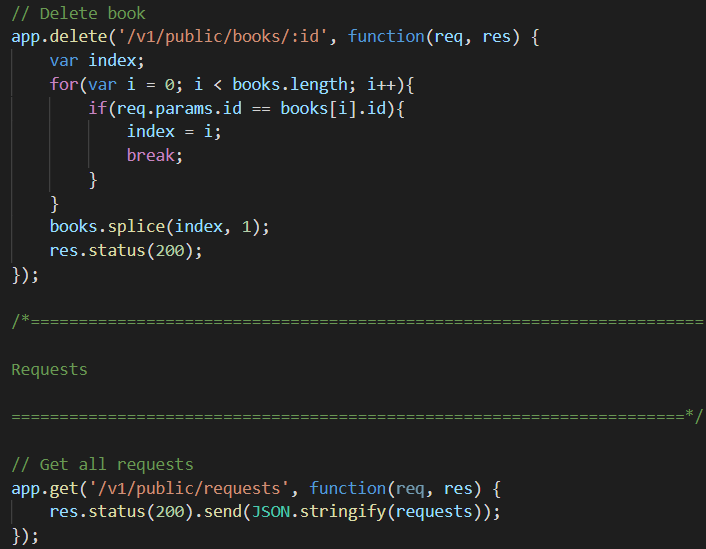 // Delete book
app.delete('/v1/public/books/:id', function(req, res) {
    var index;
    for(var i = 0; i < books.length; i++){
        if(req.params.id == books[i].id){
            index = i;
            break;
        }
    }
    books.splice(index, 1);
    res.status(200);
});
/*======================================================================
Requests
======================================================================*/
// Get all requests
app.get('/v1/public/requests', function(req, res) {
    res.status(200).send(JSON.stringify(requests));
});